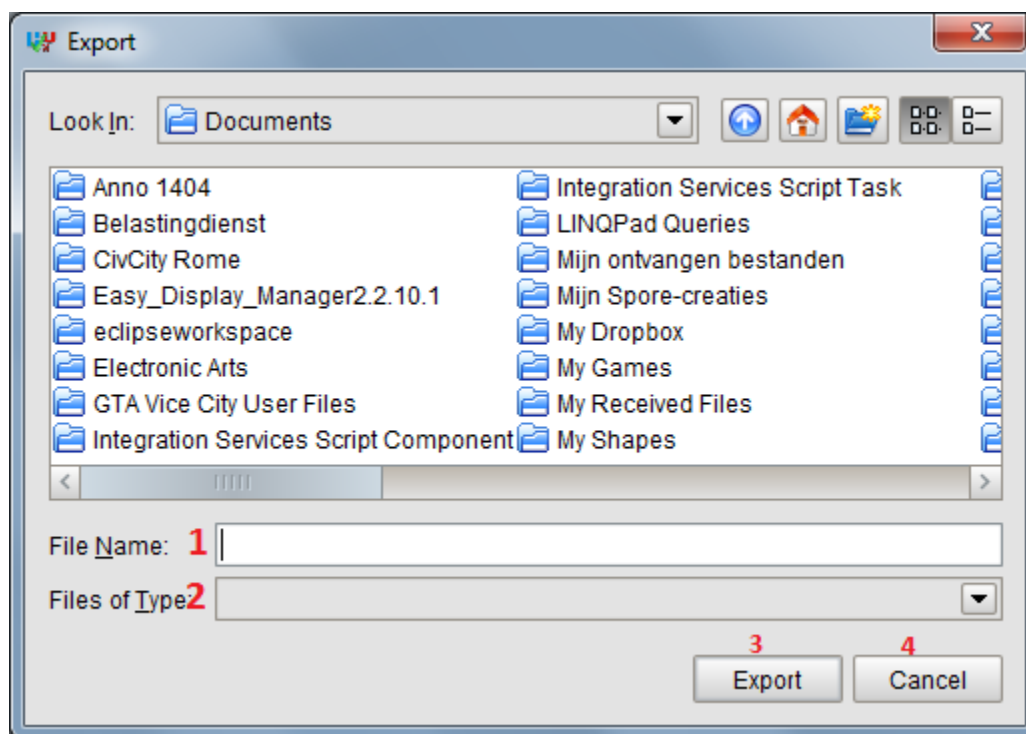 Export
Look In: Documents
Anno 1404 Integration Services Script Task
Belastingdienst LINQPad Queries
CivCity Rome Mijn ontvangen bestanden
Easy_Display_Manager2.2.10.1 Mijn Spore-creaties
eclipseworkspace My Dropbox
Electronic Arts My Games
GTA Vice City User Files My Received Files
Integration Services Script Component My Shapes
File Name: 1
Files of Type: 2
3 4
Export Cancel